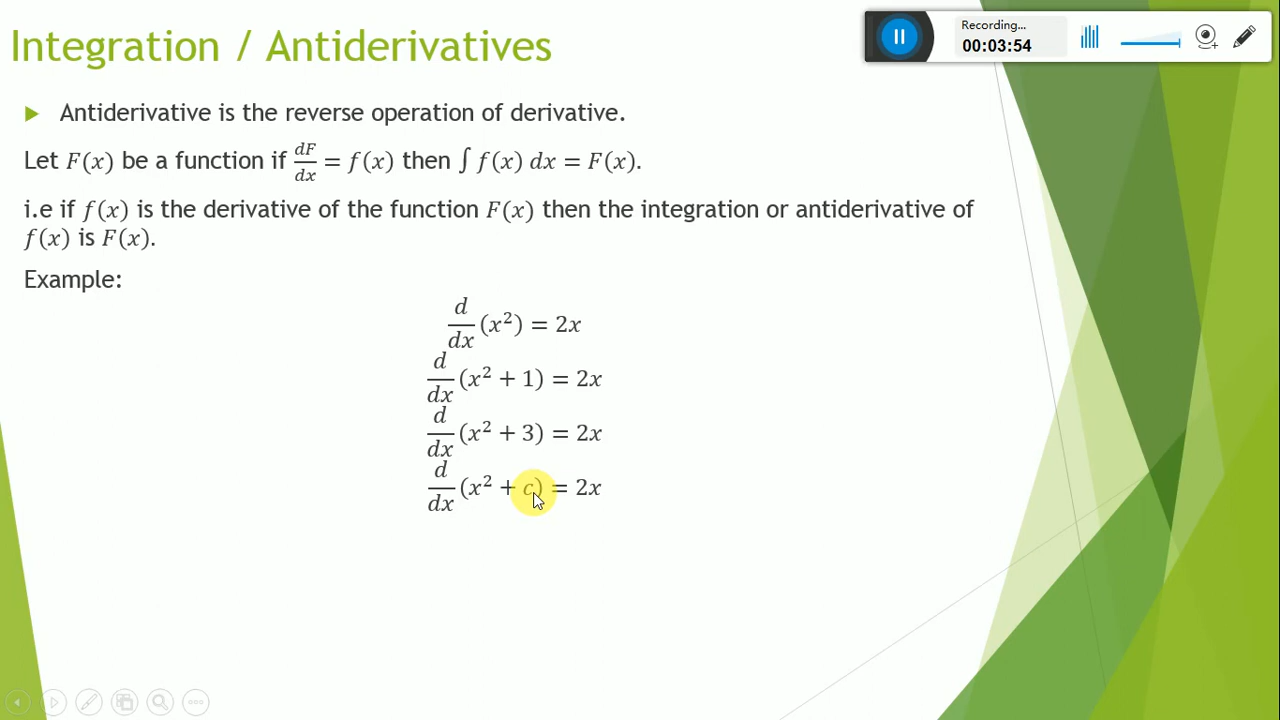 Integration / Antiderivatives
Recording...
00:03:54
Antiderivative is the reverse operation of derivative.
Let F(x) be a function if dF/dx = f(x) then ∫ f(x) dx = F(x).
i.e if f(x) is the derivative of the function F(x) then the integration or antiderivative of
f(x) is F(x).
Example:
d/dx (x²) = 2x
d/dx (x² + 1) = 2x
d/dx (x² + 3) = 2x
d/dx (x² + c) = 2x